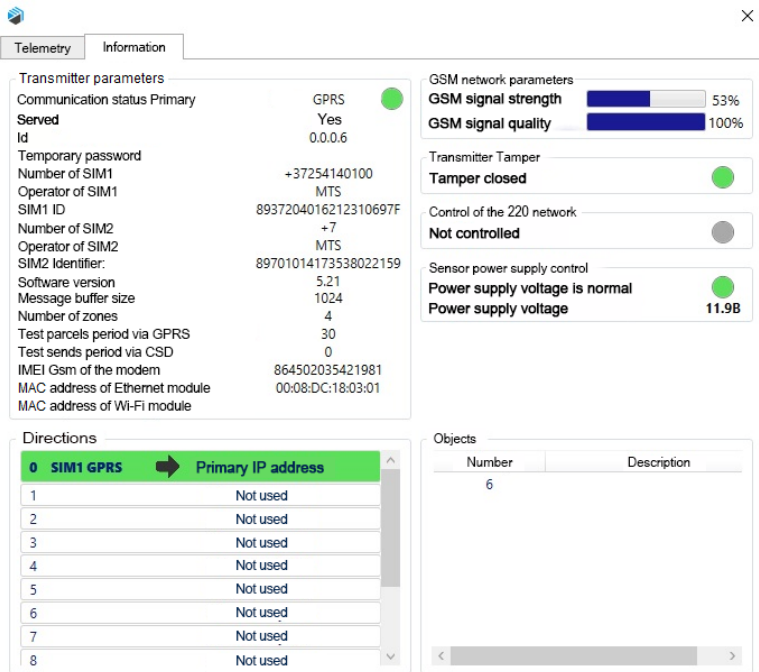 Telemetry
Information
Transmitter parameters
Communication status Primary GPRS
Served Yes
Id 0.0.0.6
Temporary password
Number of SIM1 +37254140100
Operator of SIM1 MTS
SIM1 ID 8937204016212310697F
Number of SIM2 +7
Operator of SIM2 MTS
SIM2 Identifier: 89701014173538022159
Software version 5.21
Message buffer size 1024
Number of zones 4
Test parcels period via GPRS 30
Test sends period via CSD 0
IMEI Gsm of the modem 864502035421981
MAC address of Ethernet module 00:08:DC:18:03:01
MAC address of Wi-Fi module
GSM network parameters
GSM signal strength 53%
GSM signal quality 100%
Transmitter Tamper
Tamper closed
Control of the 220 network
Not controlled
Sensor power supply control
Power supply voltage is normal
Power supply voltage 11.9B
Directions
0 SIM1 GPRS Primary IP address
1 Not used
2 Not used
3 Not used
4 Not used
5 Not used
6 Not used
7 Not used
8 Not used
Objects
Number Description
6